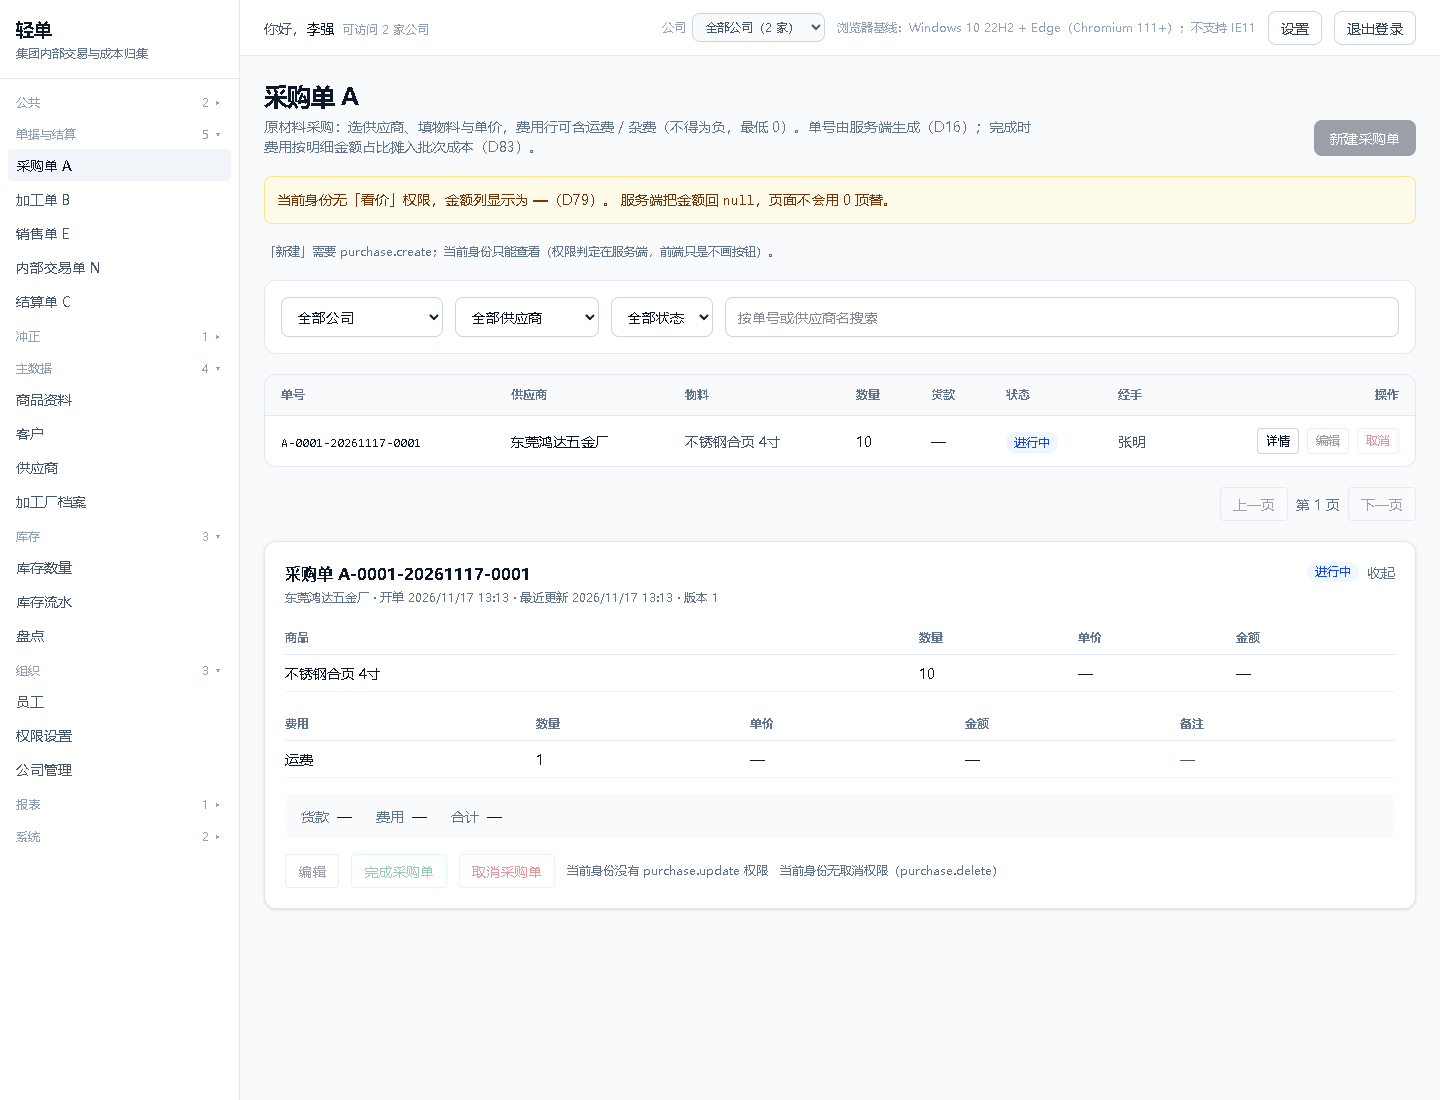 轻单
集团内部交易与成本归集
公共 2 ▸
单据与结算 5 ▾
采购单 A
加工单 B
销售单 E
内部交易单 N
结算单 C
冲正 1 ▸
主数据 4 ▾
商品资料
客户
供应商
加工厂档案
库存 3 ▾
库存数量
库存流水
盘点
组织 3 ▾
员工
权限设置
公司管理
报表 1 ▸
系统 2 ▸
你好，李强 可访问 2 家公司
公司 全部公司（2 家） 浏览器基线：Windows 10 22H2 + Edge（Chromium 111+）；不支持 IE11 设置 退出登录
采购单 A
原材料采购：选供应商、填物料与单价，费用行可含运费 / 杂费（不得为负，最低 0）。单号由服务端生成（D16）；完成时
费用按明细金额占比摊入批次成本（D83）。
新建采购单
当前身份无「看价」权限，金额列显示为 —（D79）。 服务端把金额回 null，页面不会用 0 顶替。
「新建」需要 purchase.create；当前身份只能查看（权限判定在服务端，前端只是不画按钮）。
全部公司 全部供应商 全部状态 按单号或供应商名搜索
单号 供应商 物料 数量 货款 状态 经手 操作
A-0001-20261117-0001 东莞鸿达五金厂 不锈钢合页 4寸 10 — 进行中 张明 详情 编辑 取消
上一页 第 1 页 下一页
采购单 A-0001-20261117-0001 进行中 收起
东莞鸿达五金厂 · 开单 2026/11/17 13:13 · 最近更新 2026/11/17 13:13 · 版本 1
商品 数量 单价 金额
不锈钢合页 4寸 10 — —
费用 数量 单价 金额 备注
运费 1 — — —
货款 — 费用 — 合计 —
编辑 完成采购单 取消采购单 当前身份没有 purchase.update 权限 当前身份无取消权限（purchase.delete）